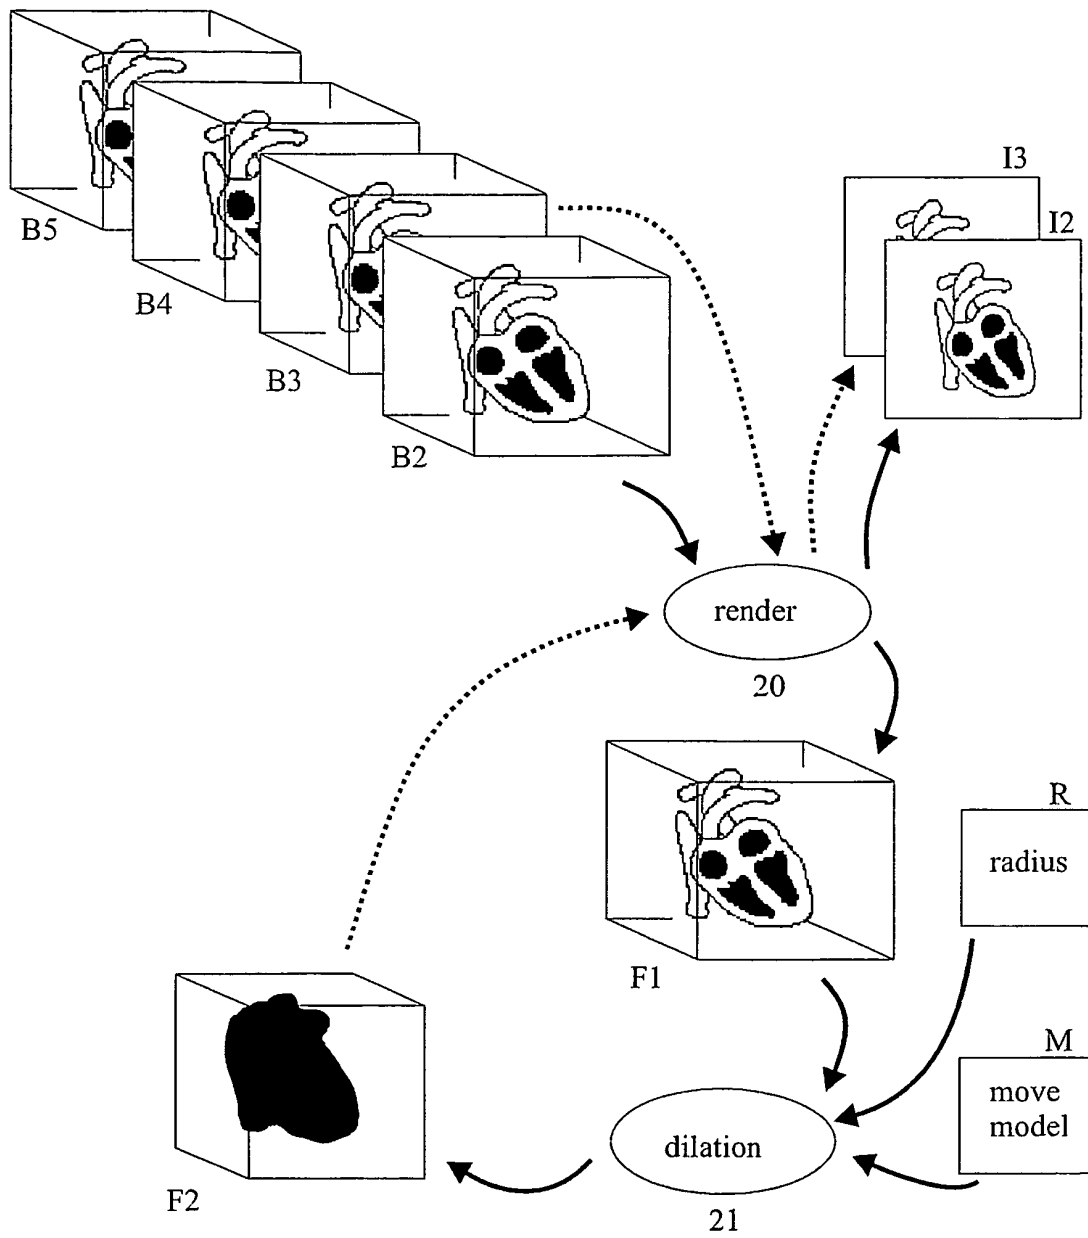 I3
I2
B5
B4
B3
B2
render
20
R
radius
F1
M
move
model
dilation
F2
21